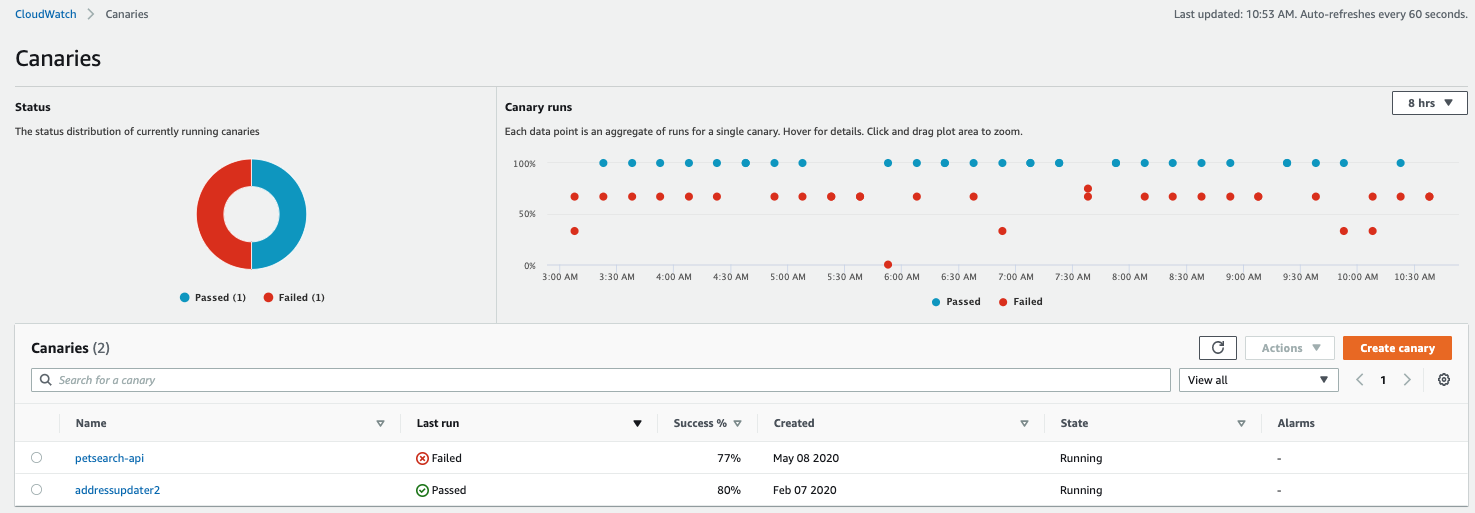 CloudWatch > Canaries
Last updated: 10:53 AM. Auto-refreshes every 60 seconds.
Canaries
Status
The status distribution of currently running canaries
Passed (1) Failed (1)
Canary runs
8 hrs
Each data point is an aggregate of runs for a single canary. Hover for details. Click and drag plot area to zoom.
100%
50%
0%
3:00 AM 3:30 AM 4:00 AM 4:30 AM 5:00 AM 5:30 AM 6:00 AM 6:30 AM 7:00 AM 7:30 AM 8:00 AM 8:30 AM 9:00 AM 9:30 AM 10:00 AM 10:30 AM
Passed Failed
Canaries (2)
Actions
Create canary
Search for a canary
View all
1
Name Last run Success % Created State Alarms
petsearch-api Failed 77% May 08 2020 Running -
addressupdater2 Passed 80% Feb 07 2020 Running -